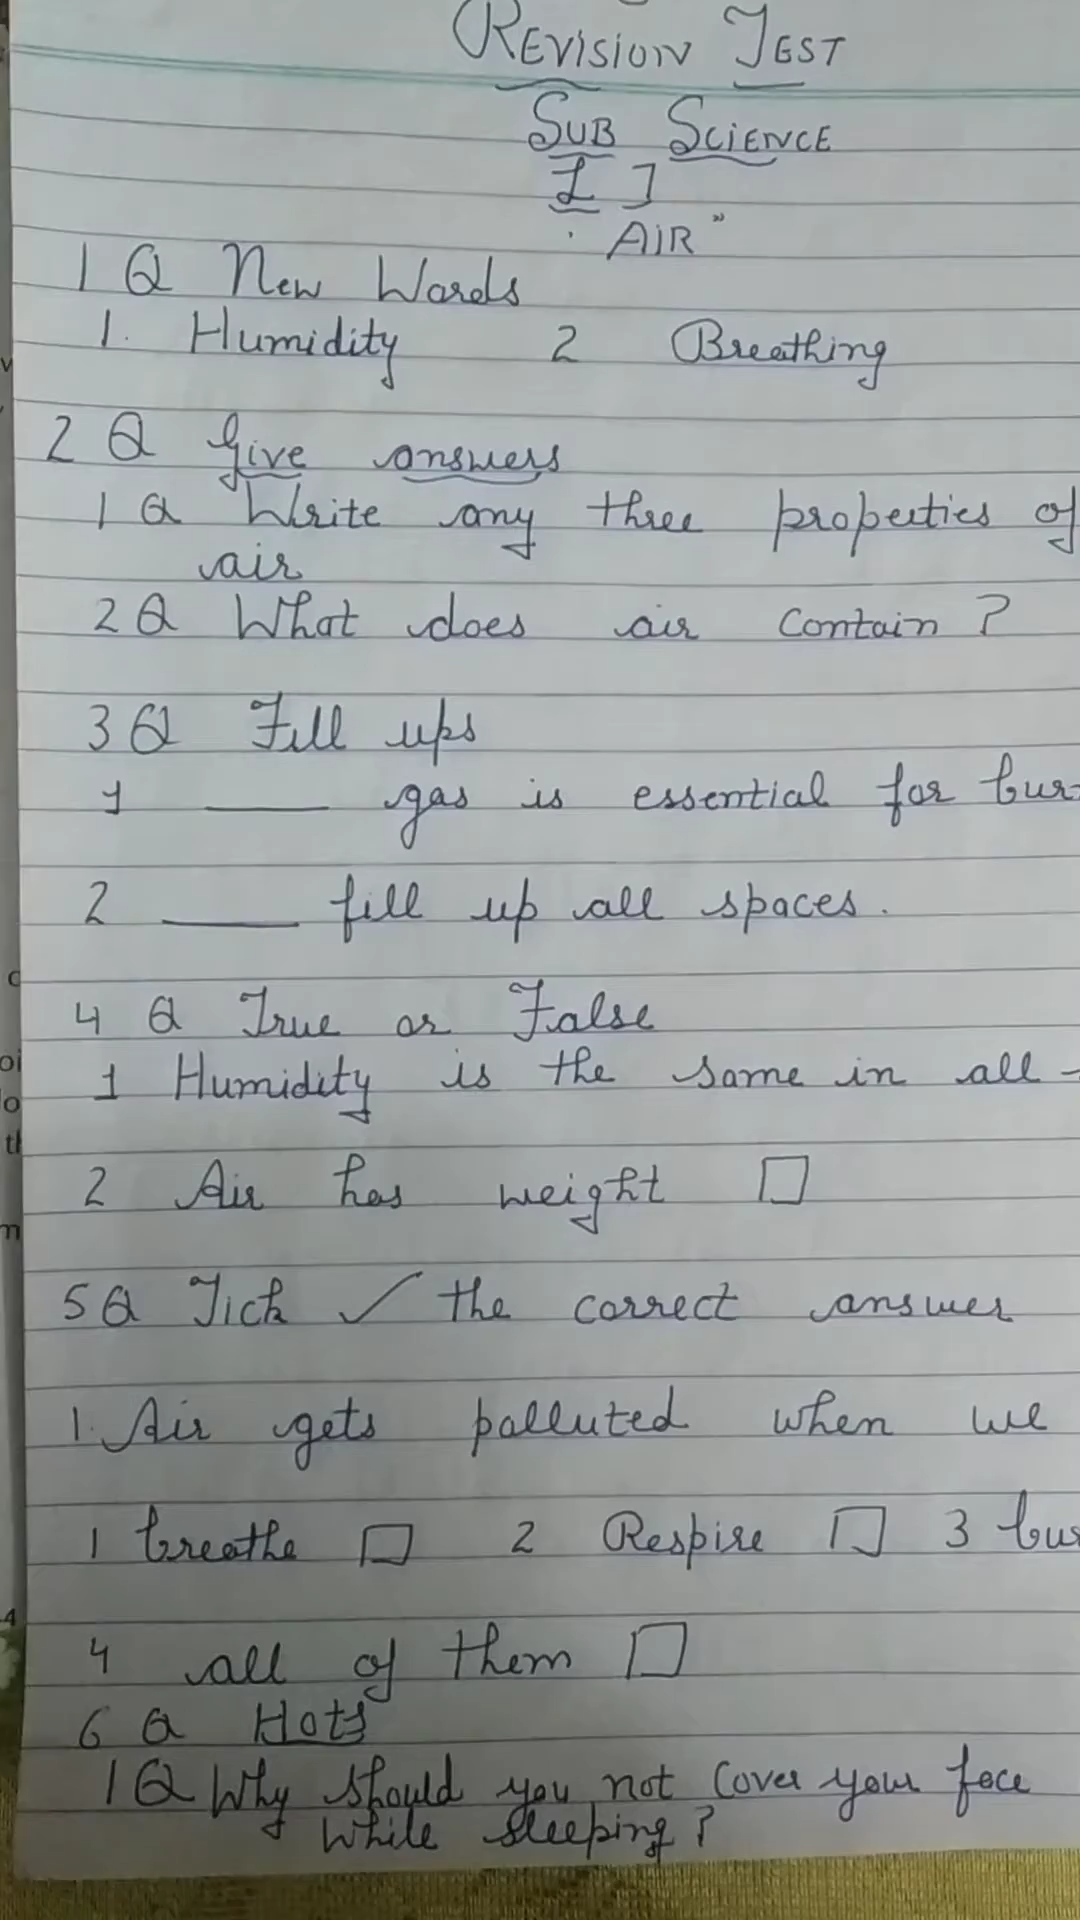 REVISION TEST
SUB SCIENCE
L 7
"AIR"
1 Q New Words
1. Humidity 2 Breathing
2 Q Give answers
1 Q Write any three properties of
air
2 Q What does air contain ?
3 Q Fill ups
1 _____ gas is essential for bur
2 _____ fill up all spaces.
4 Q True or False
1 Humidity is the same in all
2 Air has weight
5 Q Tick ✓ the correct answer
1. Air gets polluted when we
1 breathe 2 Respire 3 bu
4 all of them
6 Q Hots
1 Q Why should you not cover your face
while sleeping ?